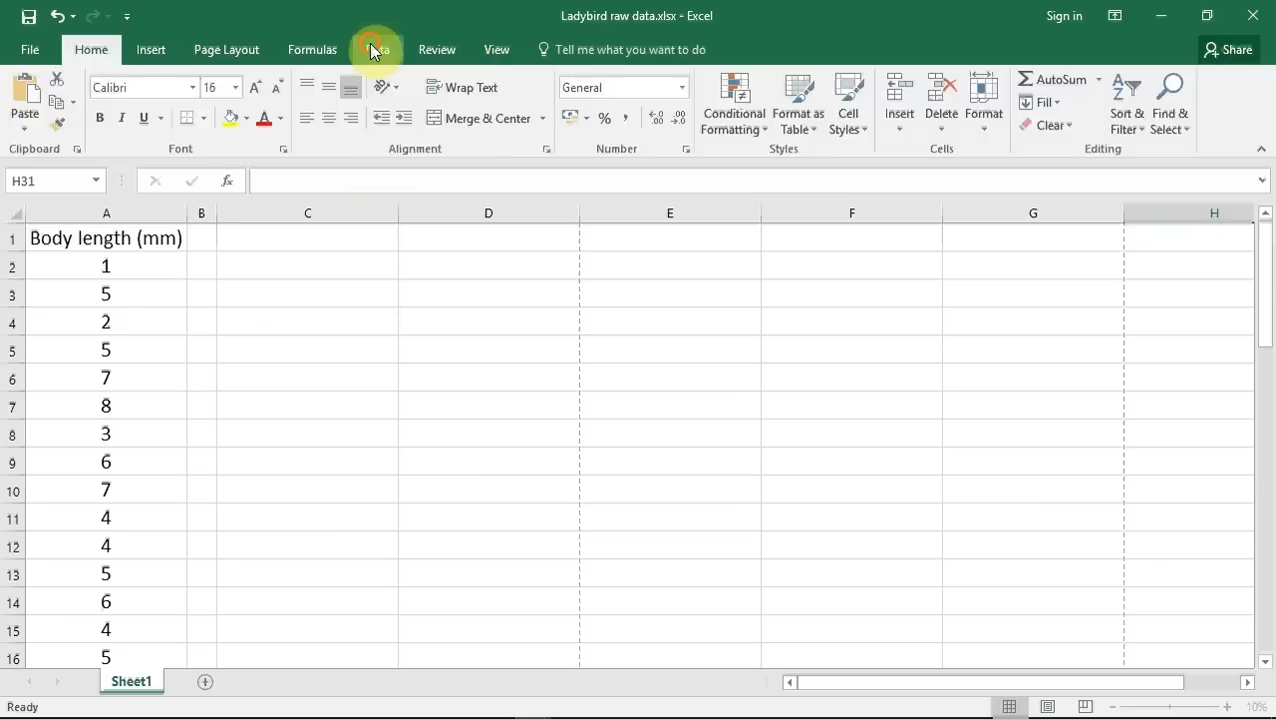 Ladybird raw data.xlsx - Excel
Sign in
File Home Insert Page Layout Formulas Data Review View Tell me what you want to do Share
Calibri 16 Wrap Text General AutoSum
Paste Conditional Format as Cell Insert Delete Format Fill Sort & Find &
B I U Merge & Center % Formatting Table Styles Clear Filter Select
Clipboard Font Alignment Number Styles Cells Editing
H31 fx
A B C D E F G H
1 Body length (mm)
2 1
3 5
4 2
5 5
6 7
7 8
8 3
9 6
10 7
11 4
12 4
13 5
14 6
15 4
16 5
Sheet1
Ready 10%